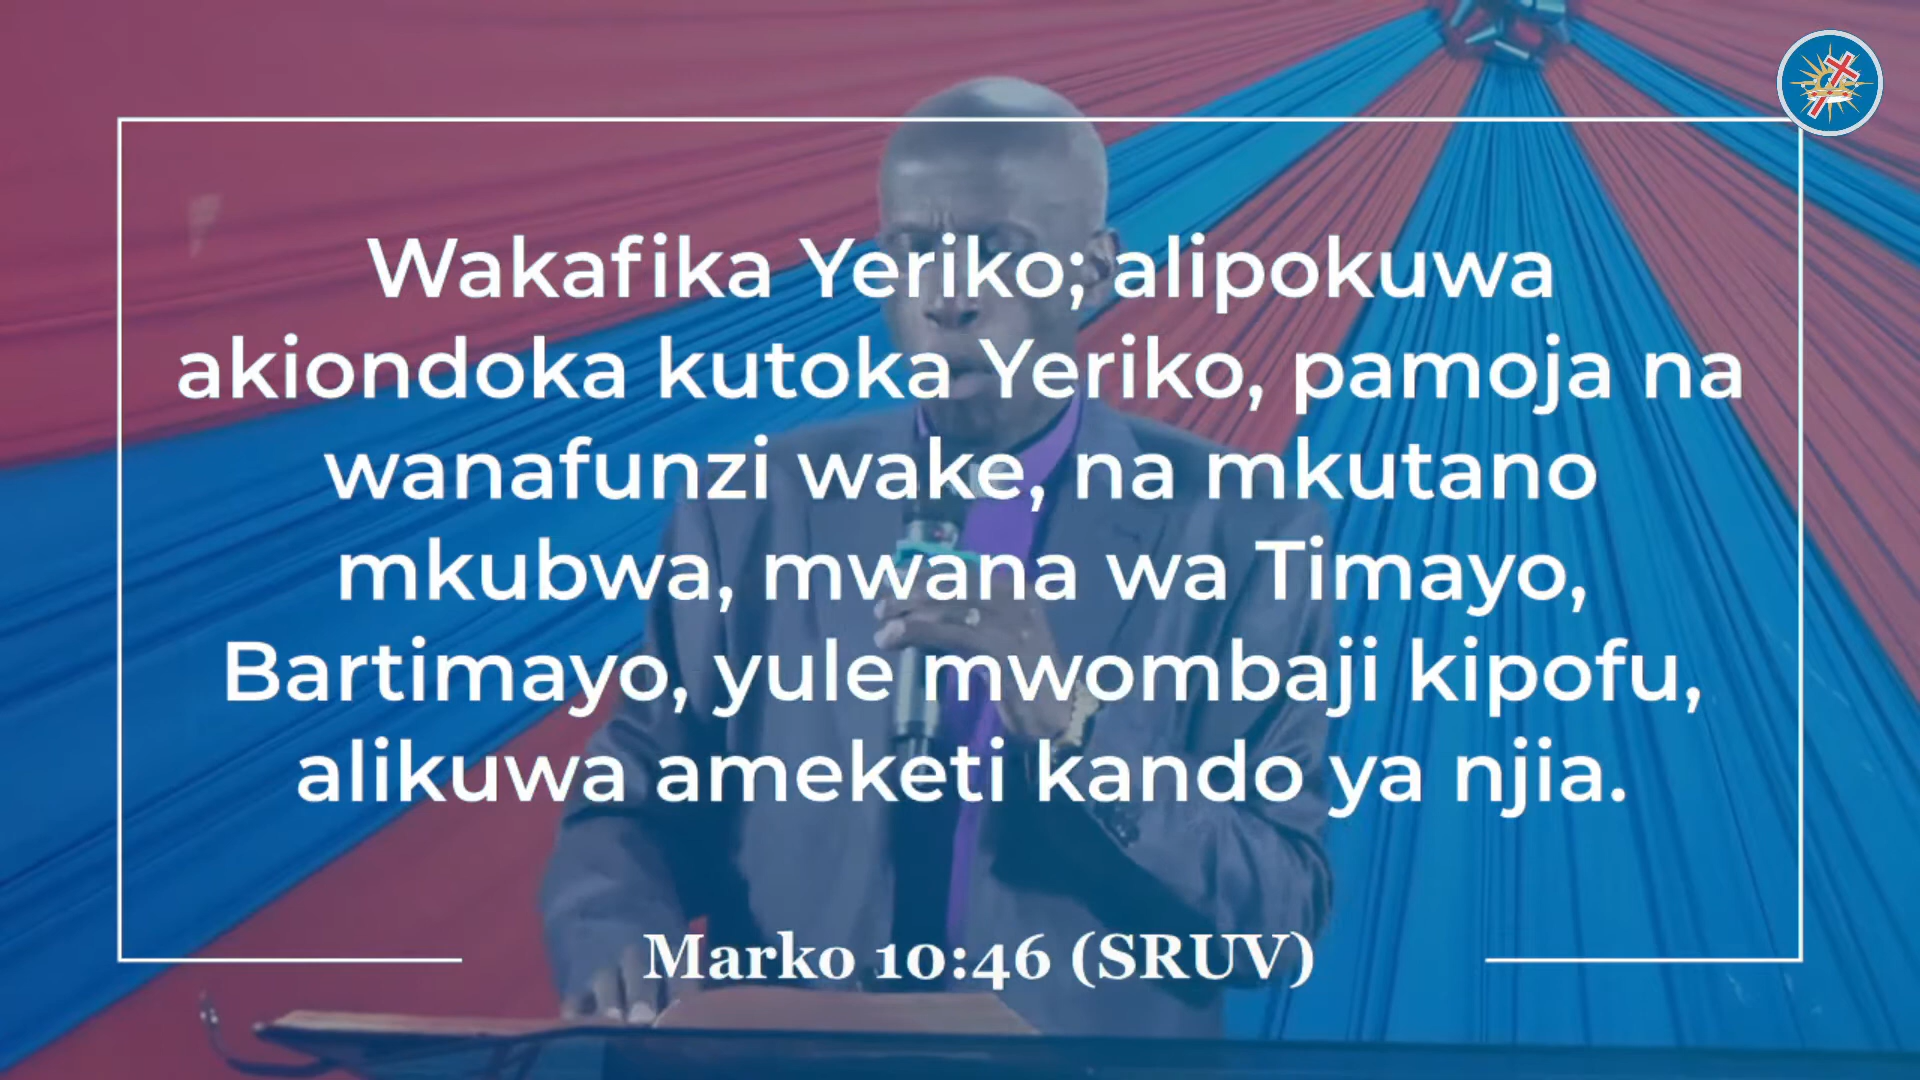 Wakafika Yeriko; alipokuwa
akiondoka kutoka Yeriko, pamoja na
wanafunzi wake, na mkutano
mkubwa, mwana wa Timayo,
Bartimayo, yule mwombaji kipofu,
alikuwa ameketi kando ya njia.
Marko 10:46 (SRUV)